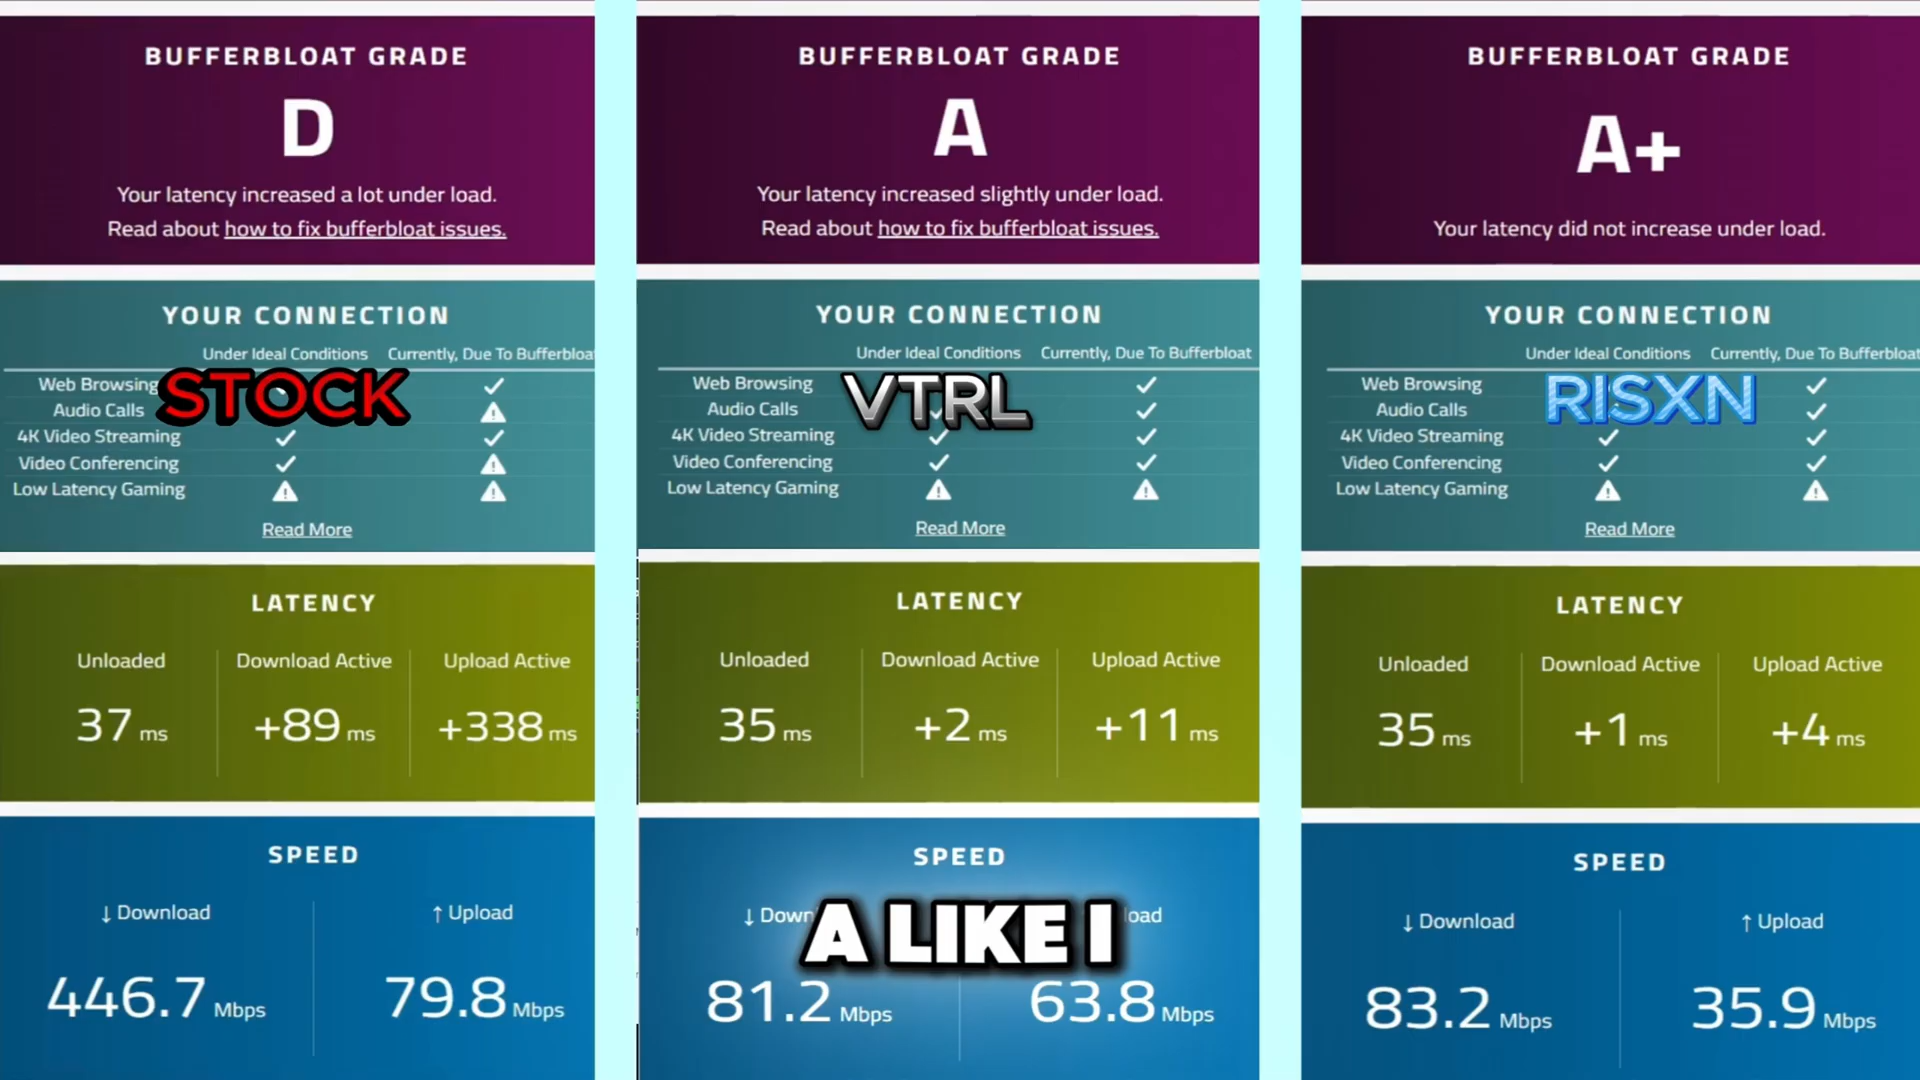 BUFFERBLOAT GRADE
D
Your latency increased a lot under load.
Read about how to fix bufferbloat issues.
YOUR CONNECTION
Under Ideal Conditions Currently, Due To Bufferbloat
Web Browsing
STOCK
Audio Calls
4K Video Streaming
Video Conferencing
Low Latency Gaming
Read More
LATENCY
Unloaded Download Active Upload Active
37 ms +89 ms +338 ms
SPEED
↓ Download ↑ Upload
446.7 Mbps 79.8 Mbps
BUFFERBLOAT GRADE
A
Your latency increased slightly under load.
Read about how to fix bufferbloat issues.
YOUR CONNECTION
Under Ideal Conditions Currently, Due To Bufferbloat
Web Browsing
VTRL
Audio Calls
4K Video Streaming
Video Conferencing
Low Latency Gaming
Read More
LATENCY
Unloaded Download Active Upload Active
35 ms +2 ms +11 ms
SPEED
A LIKE I
81.2 Mbps 63.8 Mbps
BUFFERBLOAT GRADE
A+
Your latency did not increase under load.
YOUR CONNECTION
Under Ideal Conditions Currently, Due To Bufferbloat
Web Browsing
RISXN
Audio Calls
4K Video Streaming
Video Conferencing
Low Latency Gaming
Read More
LATENCY
Unloaded Download Active Upload Active
35 ms +1 ms +4 ms
SPEED
↓ Download ↑ Upload
83.2 Mbps 35.9 Mbps